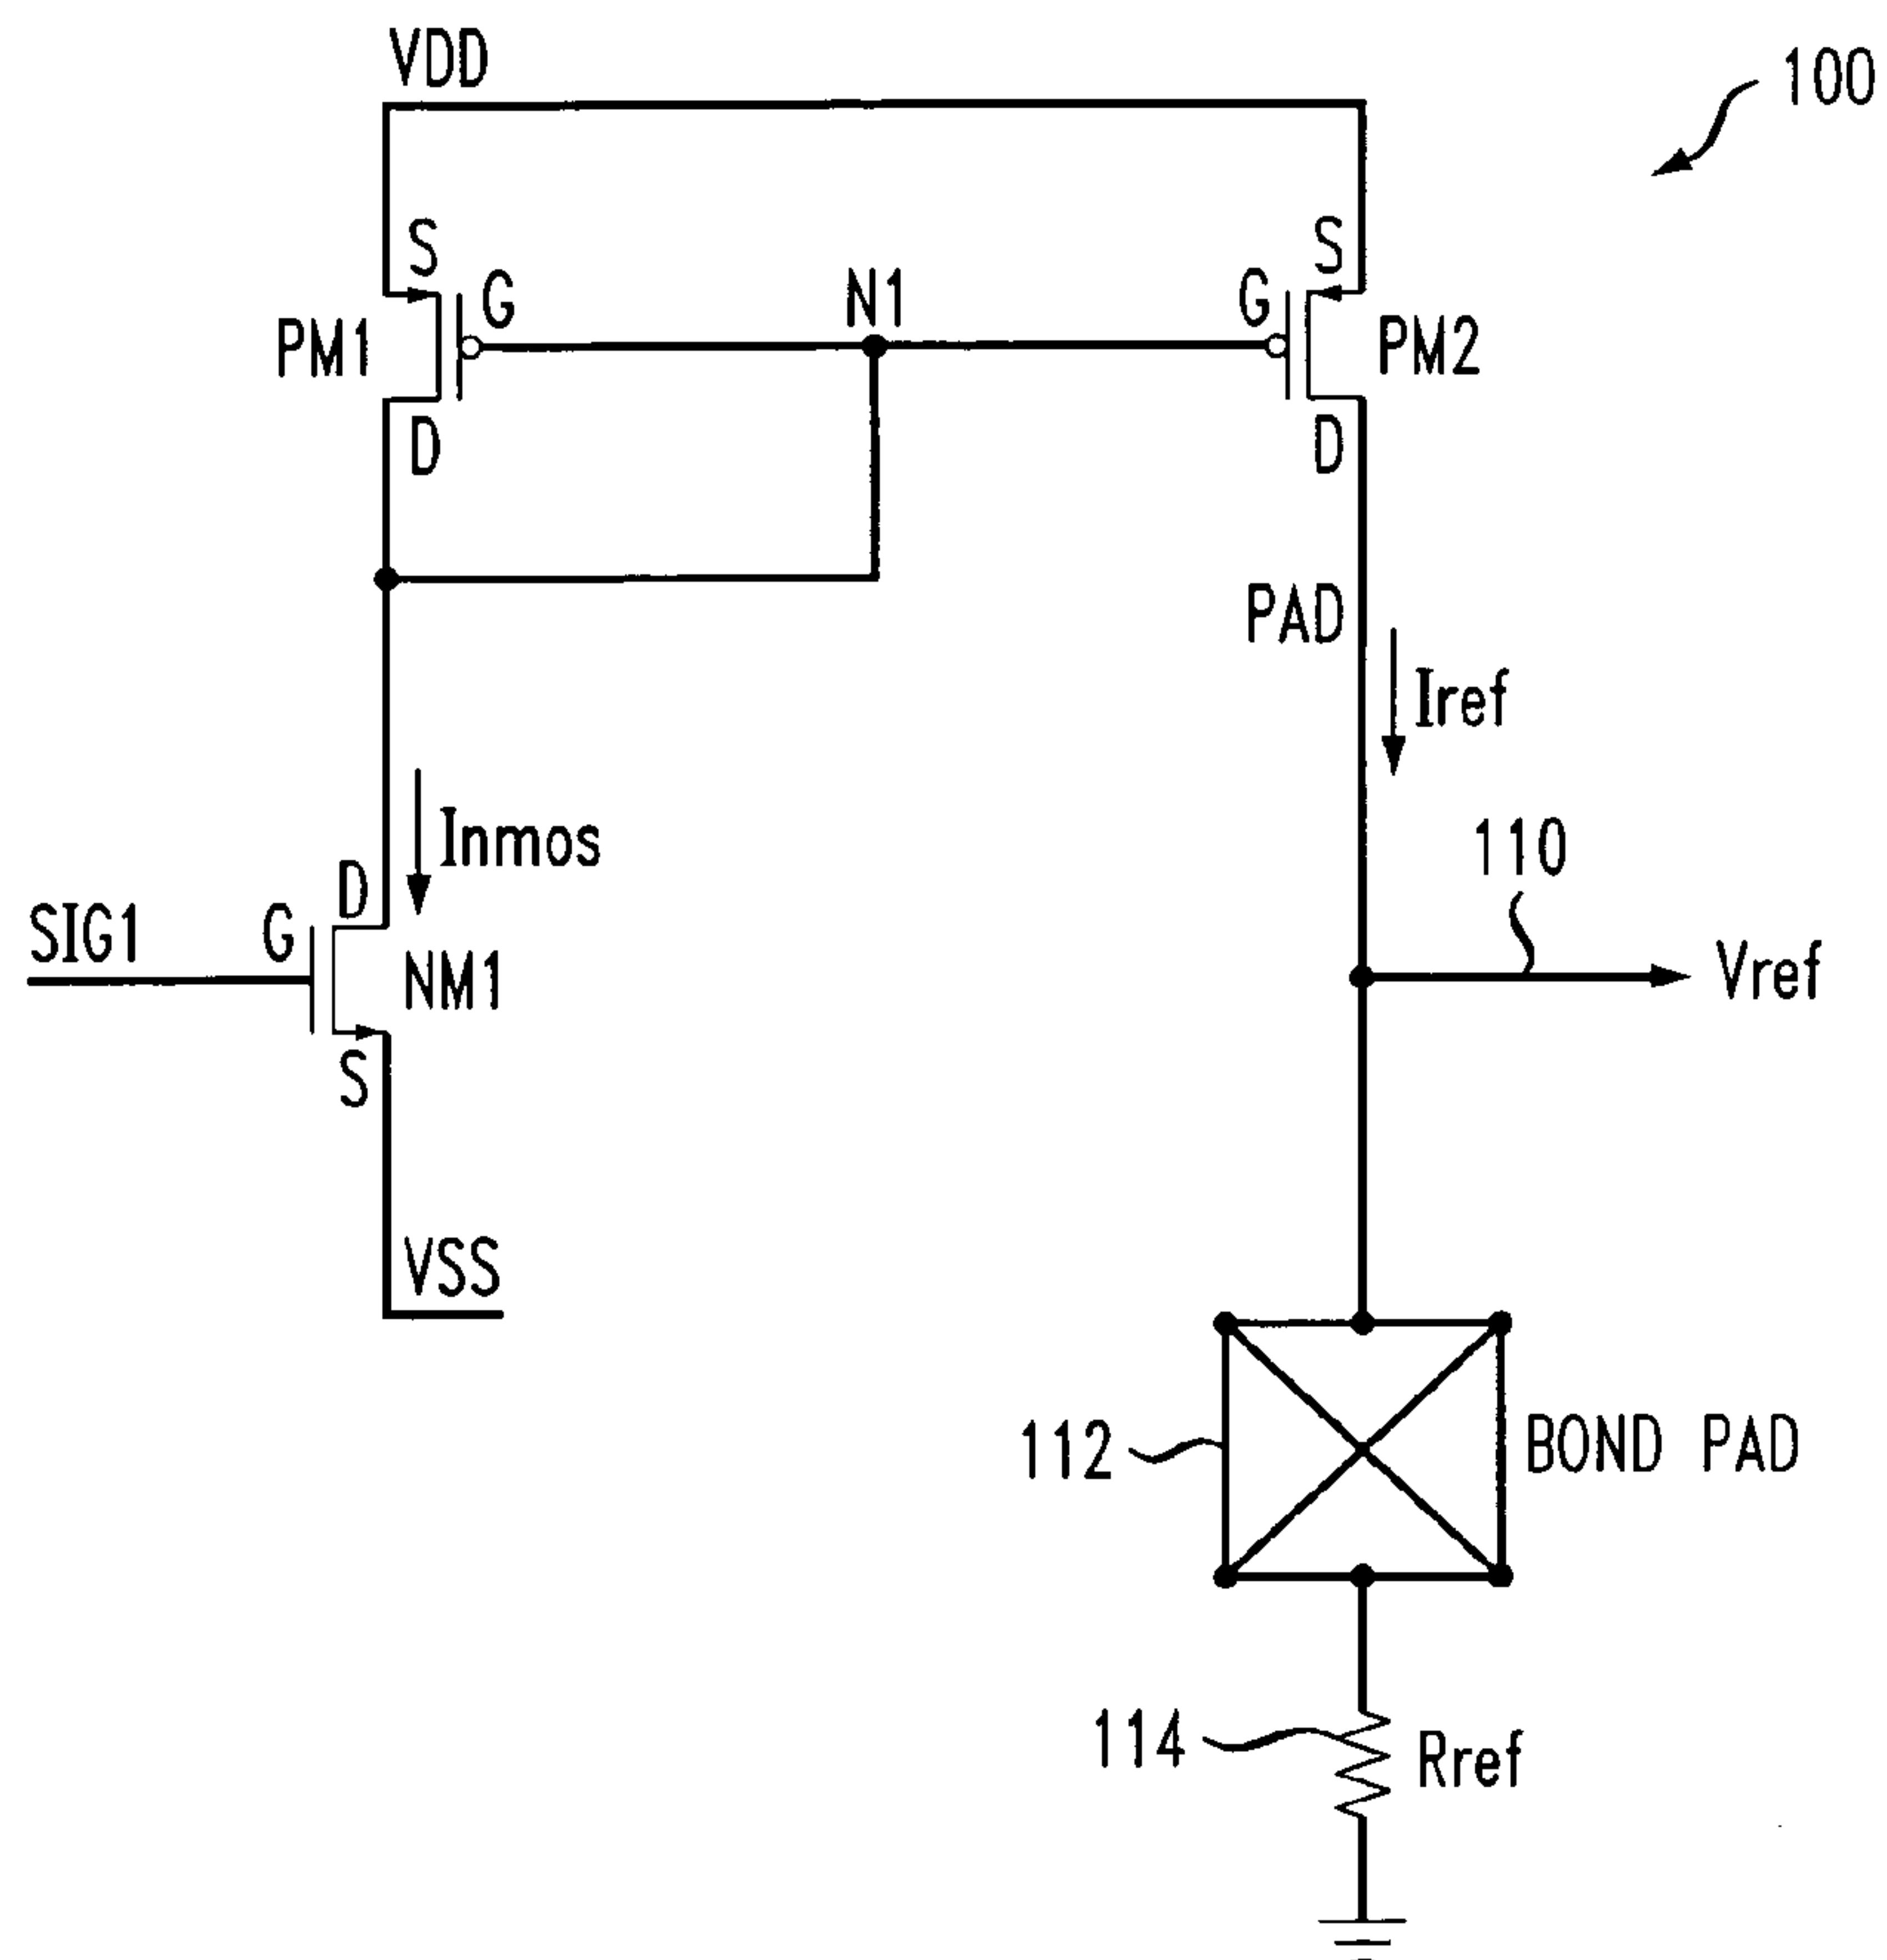 VDD
100
S
S
G
N1
G
PM1
PM2
D
D
PAD
Iref
Inmos
110
D
SIG1
G
NM1
Vref
S
VSS
112
BOND PAD
114
Rref